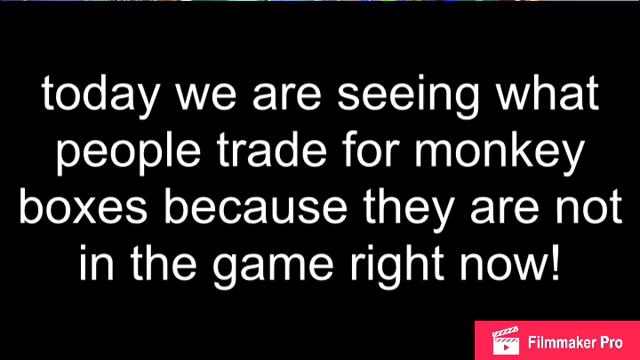 today we are seeing what
people trade for monkey
boxes because they are not
in the game right now!
Filmmaker Pro